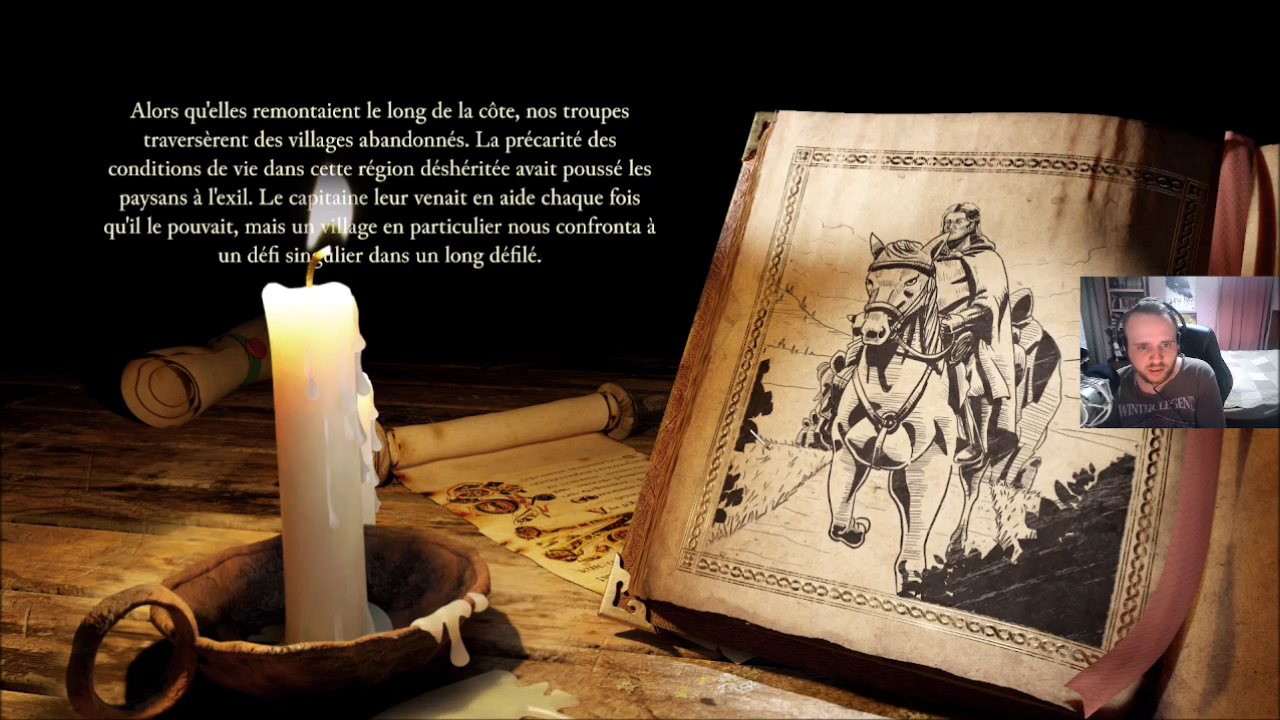 Alors qu'elles remontaient le long de la côte, nos troupes
traversèrent des villages abandonnés. La précarité des
conditions de vie dans cette région déshéritée avait poussé les
paysans à l'exil. Le capitaine leur venait en aide chaque fois
qu'il le pouvait, mais un village en particulier nous confronta à
un défi singulier dans un long défilé.
WINTER LEGEND